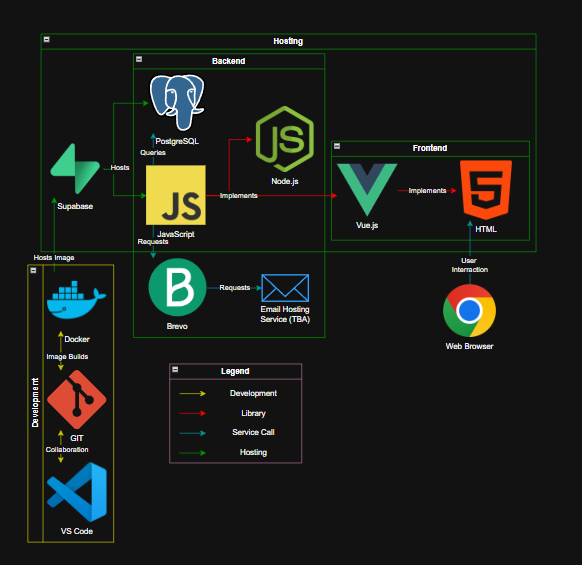 Hosting
Backend
PostgreSQL
Queries
Node.js
Frontend
Hosts
Supabase
JS
JavaScript
Implements
Vue.js
Implements
HTML
Requests
Hosts Image
User
Interraction
B
Brevo
Requests
Email Hosting
Service (TBA)
Web Browser
Development
Docker
Image Builds
GIT
Collaboration
VS Code
Legend
Development
Library
Service Call
Hosting